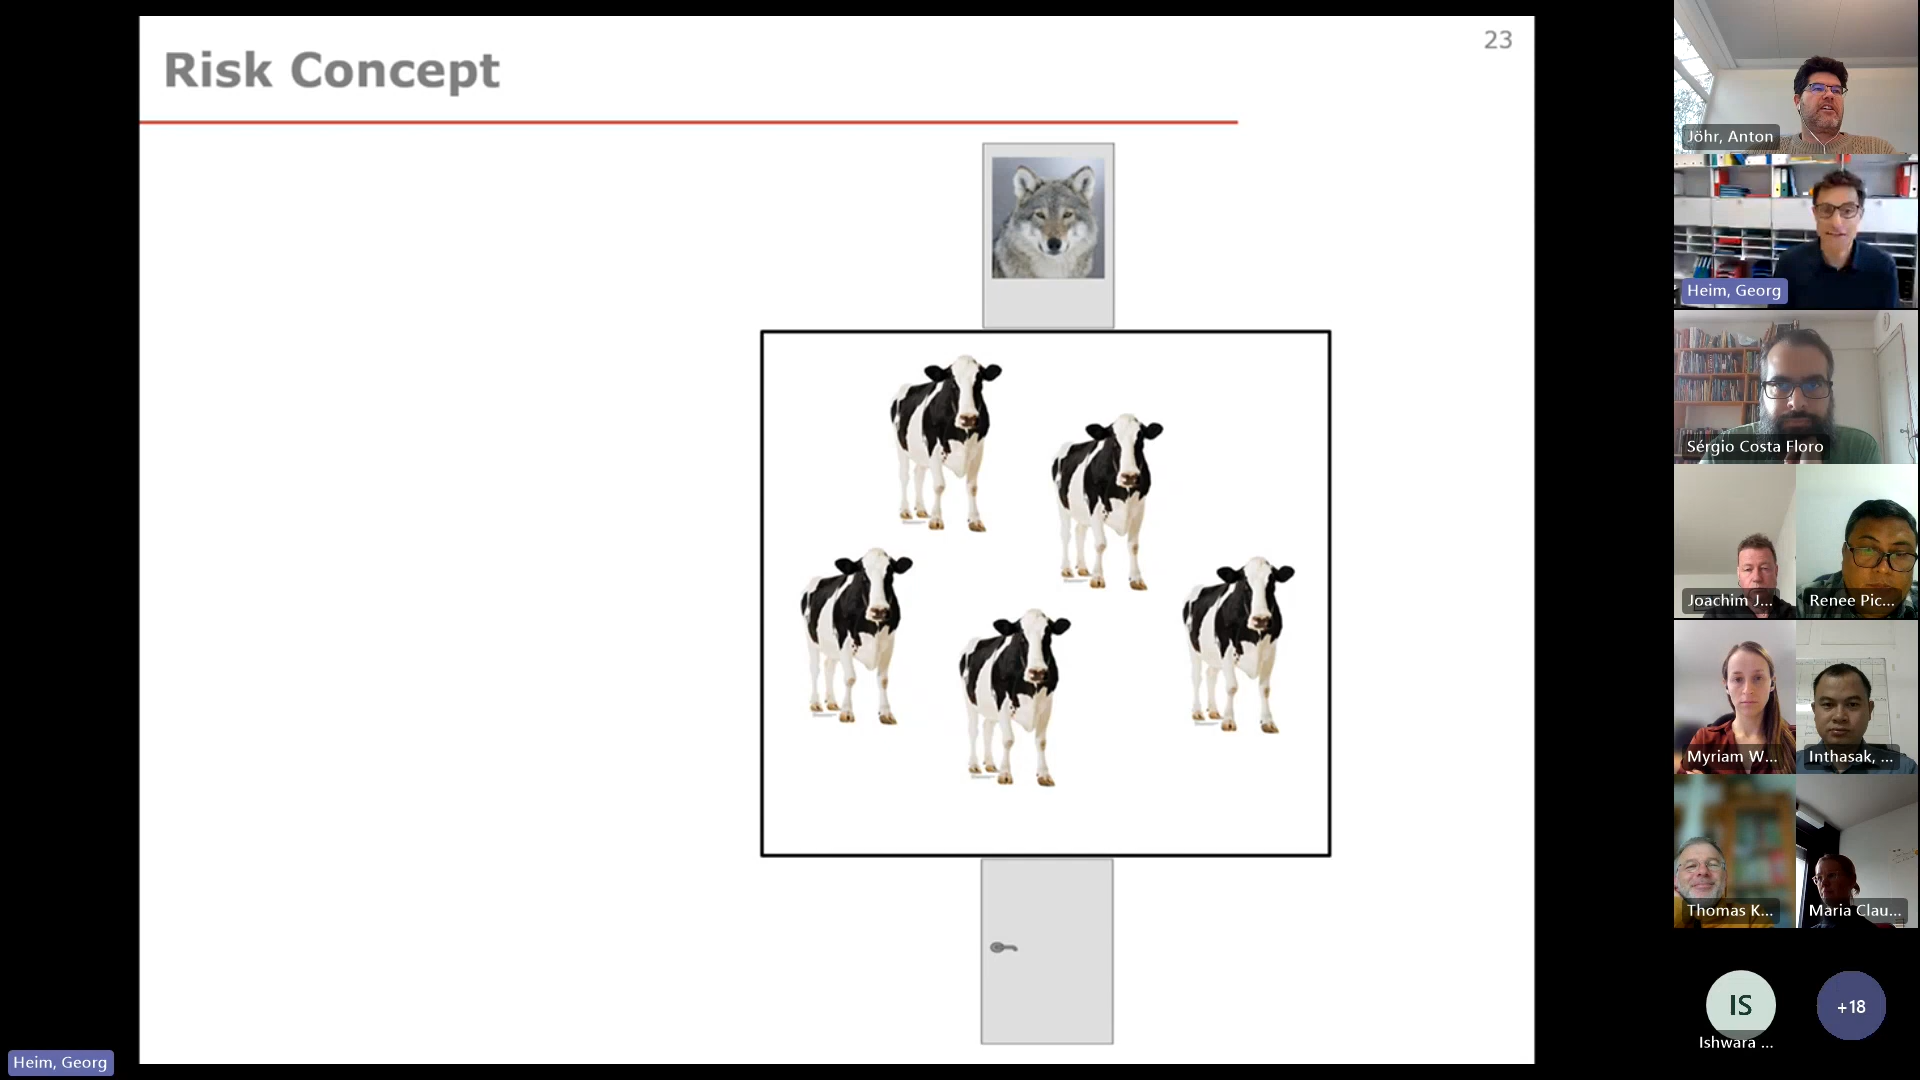 Risk Concept
23
Jöhr, Anton
Heim, Georg
Sérgio Costa Floro
Joachim J...
Renee Pic...
Myriam W...
Inthasak, ...
Thomas K...
Maria Clau...
IS
+18
Ishwara ...
Heim, Georg